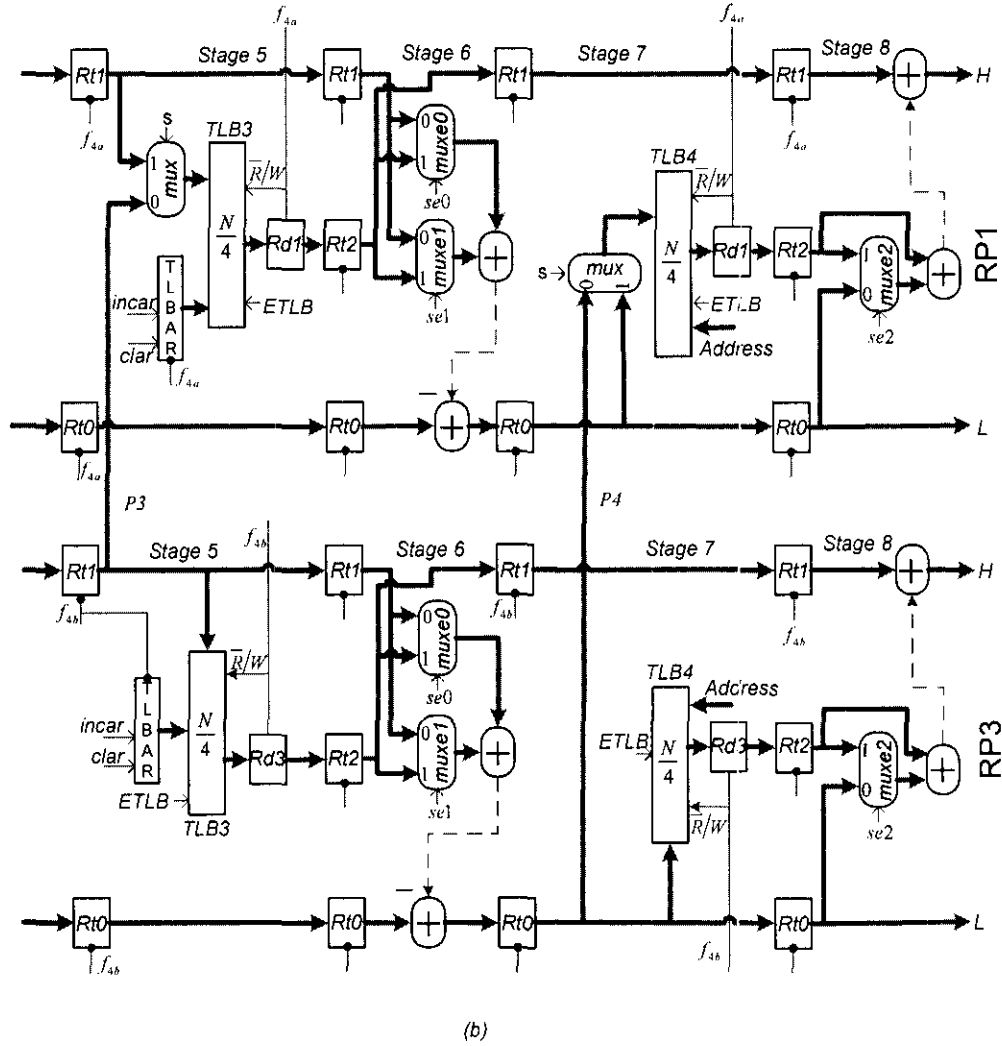 f4a f4a
Stage 5 Stage 6 Stage 7 Stage 8
Rt1 Rt1 Rt1 Rt1 + H
f4a f4a
s TLB3 0 muxe0 TLB4
1 mux R̅/W 1 R̅/W
0 se0
N/4 Rd1 Rt2 0 muxe1 + N/4 Rd1 Rt2 1 muxe2 +
s mux 0 1
TLBAR 1 0
incar ETLB se1 ETLB se2
clar Address
f4a
RP1
−
Rt0 Rt0 + Rt0 Rt0 L
f4a
P3 P4
Stage 5 f4b Stage 6 Stage 7 Stage 8
Rt1 Rt1 Rt1 Rt1 + H
f4b f4b f4b
0 muxe0
R̅/W 1 TLB4 Address
se0
TLBAR N/4 0 muxe1 + ETLB N/4 Rd3 Rt2 1 muxe2 +
incar Rd3 Rt2 0
clar 1
ETLB se1 R̅/W se2
TLB3
RP3
−
Rt0 Rt0 + Rt0 Rt0 L
f4b f4b
(b)